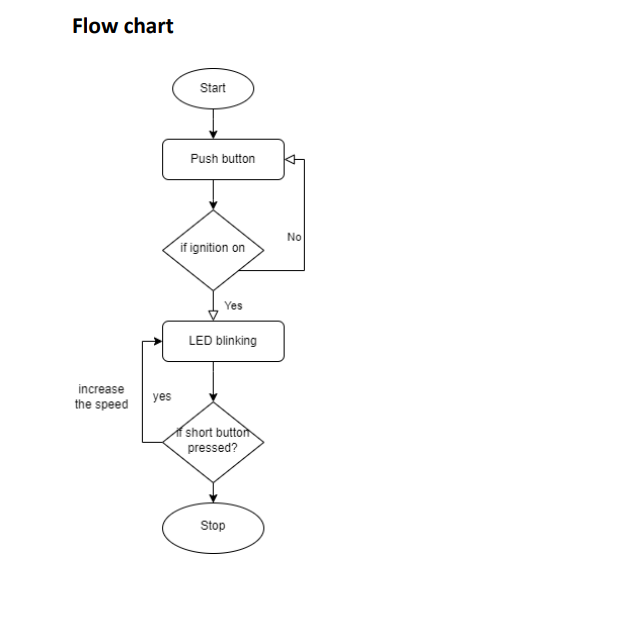 Flow chart
Start
Push button
if ignition on
No
Yes
LED blinking
increase
the speed
yes
if short button
pressed?
Stop